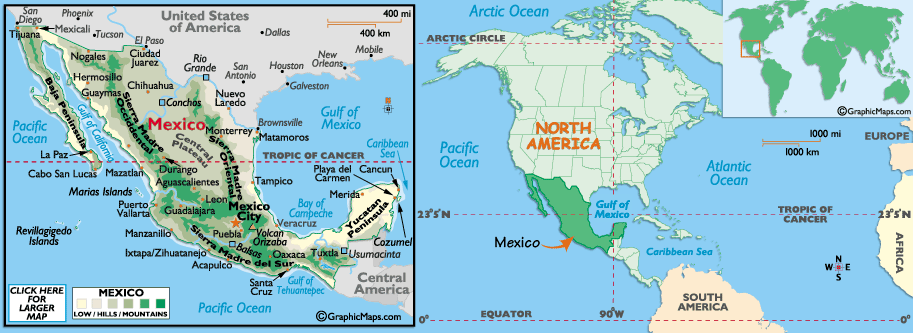 San
Diego
Phoenix
United States
of America
400 mi
400 km
Mexicali
Tijuana
Tucson
El Paso
Dallas
Nogales
Ciudad
Juarez
Rio
Grande
San
Antonio
Houston
New
Orleans
Mobile
Galveston
Hermosillo
Guaymas
Chihuahua
Conchos
Nuevo
Laredo
Baja Peninsula
Gulf of California
Sierra Madre
Occidental
Mexico
Monterrey
Brownsville
Matamoros
Gulf of
Mexico
Pacific
Ocean
Central
Plateau
Sierra Madre
Oriental
Caribbean
Sea
La Paz
TROPIC OF CANCER
Cabo San Lucas
Mazatlan
Durango
Playa del
Carmen
Cancun
Marias Islands
Aguascalientes
Tampico
Merida
Leon
Mexico
City
Bay of
Campeche
Yucatan
Peninsula
Puerto
Vallarta
Guadalajara
Veracruz
Revillagigedo
Islands
Manzanillo
Puebla
Volcan
Orizaba
Cozumel
Balsas
Ixtapa/Zihuatanejo
Oaxaca
Tuxtla
Usumacinta
Sierra Madre del Sur
Acapulco
Santa
Cruz
Gulf of
Tehuantepec
Central
America
CLICK HERE
FOR
LARGER
MAP
MEXICO
LOW / HILLS / MOUNTAINS
Pacific Ocean
©GraphicMaps.com
Arctic Ocean
ARCTIC CIRCLE
©GraphicMaps.com
NORTH
AMERICA
1000 mi
1000 km
EUROPE
Pacific
Ocean
Atlantic
Ocean
Gulf of
Mexico
23°5'N
TROPIC OF
CANCER
23°5'N
Mexico
Caribbean Sea
AFRICA
N
W E
S
SOUTH
AMERICA
0°
EQUATOR
90°W
©GraphicMaps.com
0°